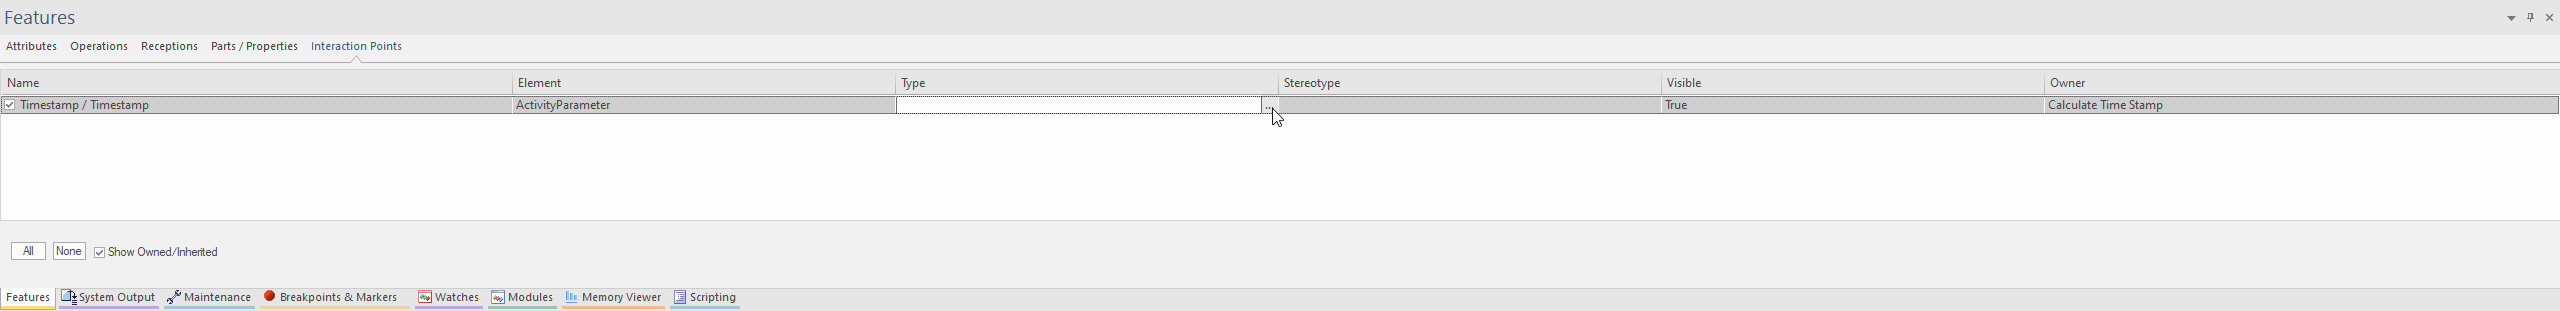 Features
Attributes Operations Receptions Parts / Properties Interaction Points
Name Element Type Stereotype Visible Owner
Timestamp / Timestamp ActivityParameter ... True Calculate Time Stamp
All None Show Owned/Inherited
Features System Output Maintenance Breakpoints & Markers Watches Modules Memory Viewer Scripting